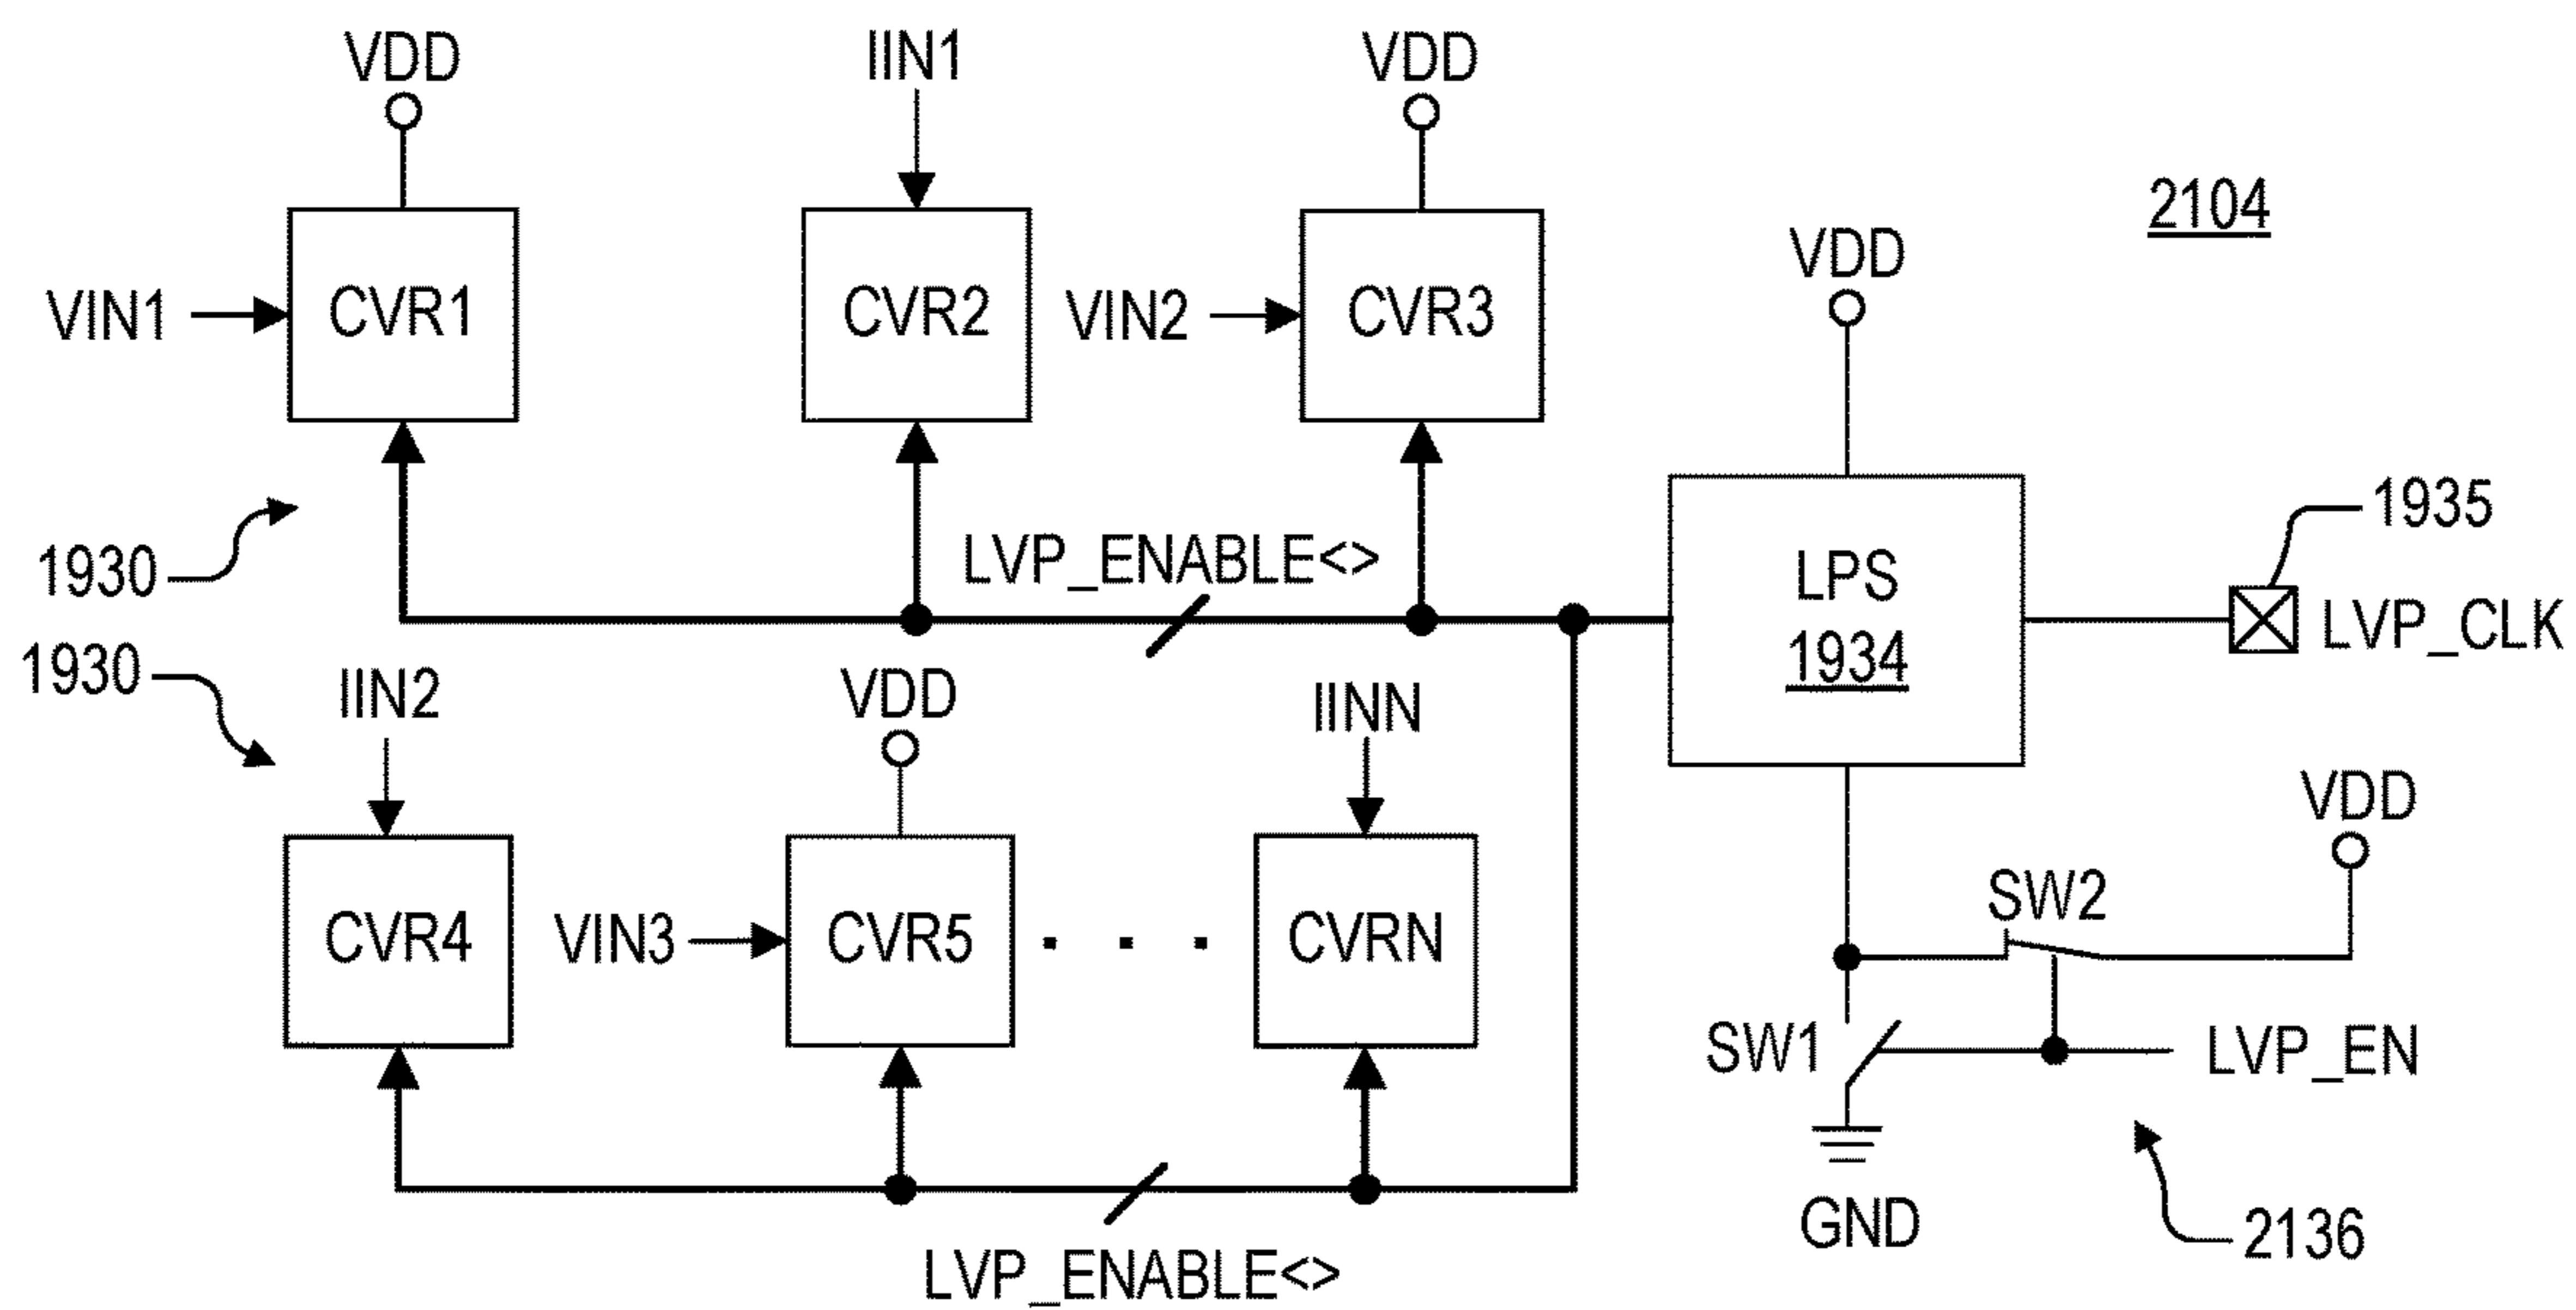 VDD
IIN1
VDD
2104
VDD
VIN1
CVR1
CVR2
VIN2
CVR3
1935
1930
LVP_ENABLE<>
LPS
1934
LVP_CLK
1930
IIN2
VDD
IINN
VDD
SW2
CVR4
VIN3
CVR5
. . .
CVRN
SW1
LVP_EN
GND
2136
LVP_ENABLE<>